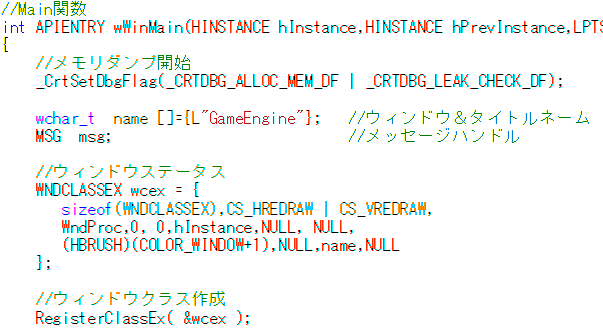 //Main関数
int APIENTRY wWinMain(HINSTANCE hInstance,HINSTANCE hPrevInstance,LPTS
{
//メモリダンプ開始
_CrtSetDbgFlag(_CRTDBG_ALLOC_MEM_DF | _CRTDBG_LEAK_CHECK_DF);
wchar_t name []={L"GameEngine"}; //ウィンドウ＆タイトルネーム
MSG msg; //メッセージハンドル
//ウィンドウステータス
WNDCLASSEX wcex = {
sizeof(WNDCLASSEX),CS_HREDRAW | CS_VREDRAW,
WndProc,0, 0,hInstance,NULL, NULL,
(HBRUSH)(COLOR_WINDOW+1),NULL,name,NULL
};
//ウィンドウクラス作成
RegisterClassEx( &wcex );